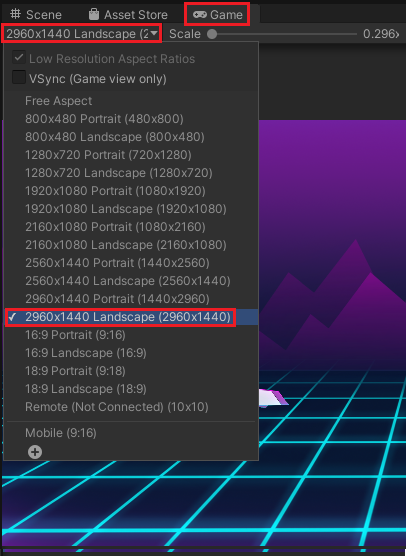 Scene Asset Store Game
2960x1440 Landscape (2 Scale 0.296x
Low Resolution Aspect Ratios
VSync (Game view only)
Free Aspect
800x480 Portrait (480x800)
800x480 Landscape (800x480)
1280x720 Portrait (720x1280)
1280x720 Landscape (1280x720)
1920x1080 Portrait (1080x1920)
1920x1080 Landscape (1920x1080)
2160x1080 Portrait (1080x2160)
2160x1080 Landscape (2160x1080)
2560x1440 Portrait (1440x2560)
2560x1440 Landscape (2560x1440)
2960x1440 Portrait (1440x2960)
2960x1440 Landscape (2960x1440)
16:9 Portrait (9:16)
16:9 Landscape (16:9)
18:9 Portrait (9:18)
18:9 Landscape (18:9)
Remote (Not Connected) (10x10)
Mobile (9:16)